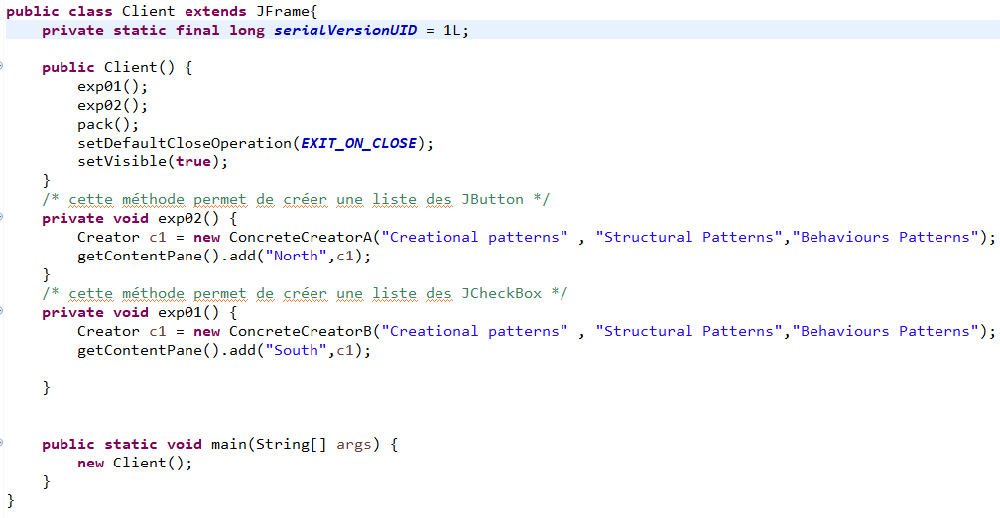 public class Client extends JFrame{
    private static final long serialVersionUID = 1L;
    public Client() {
        exp01();
        exp02();
        pack();
        setDefaultCloseOperation(EXIT_ON_CLOSE);
        setVisible(true);
    }
    /* cette méthode permet de créer une liste des JButton */
    private void exp02() {
        Creator c1 = new ConcreteCreatorA("Creational patterns" , "Structural Patterns","Behaviours Patterns");
        getContentPane().add("North",c1);
    }
    /* cette méthode permet de créer une liste des JCheckBox */
    private void exp01() {
        Creator c1 = new ConcreteCreatorB("Creational patterns" , "Structural Patterns","Behaviours Patterns");
        getContentPane().add("South",c1);
    }
    public static void main(String[] args) {
        new Client();
    }
}